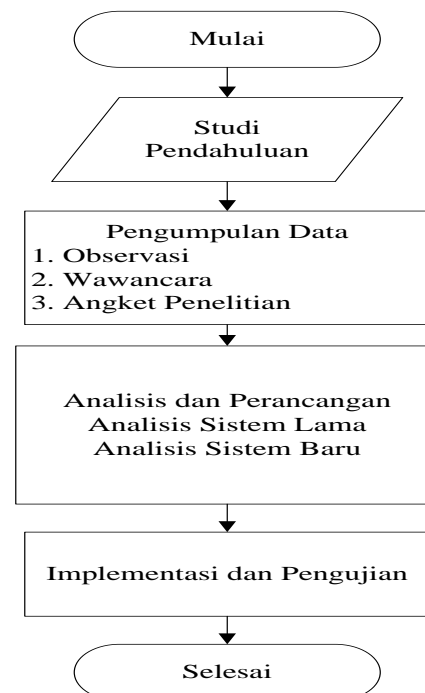 Mulai
Studi
Pendahuluan
Pengumpulan Data
1. Observasi
2. Wawancara
3. Angket Penelitian
Analisis dan Perancangan
Analisis Sistem Lama
Analisis Sistem Baru
Implementasi dan Pengujian
Selesai